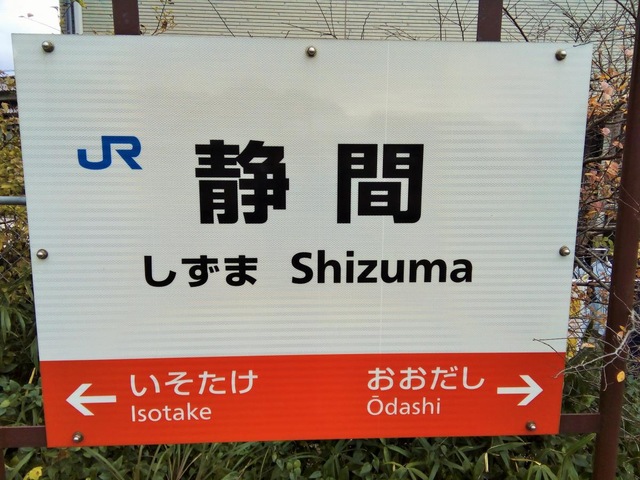 JR 静間
しずま Shizuma
← いそたけ おおだし →
Isotake Ōdashi